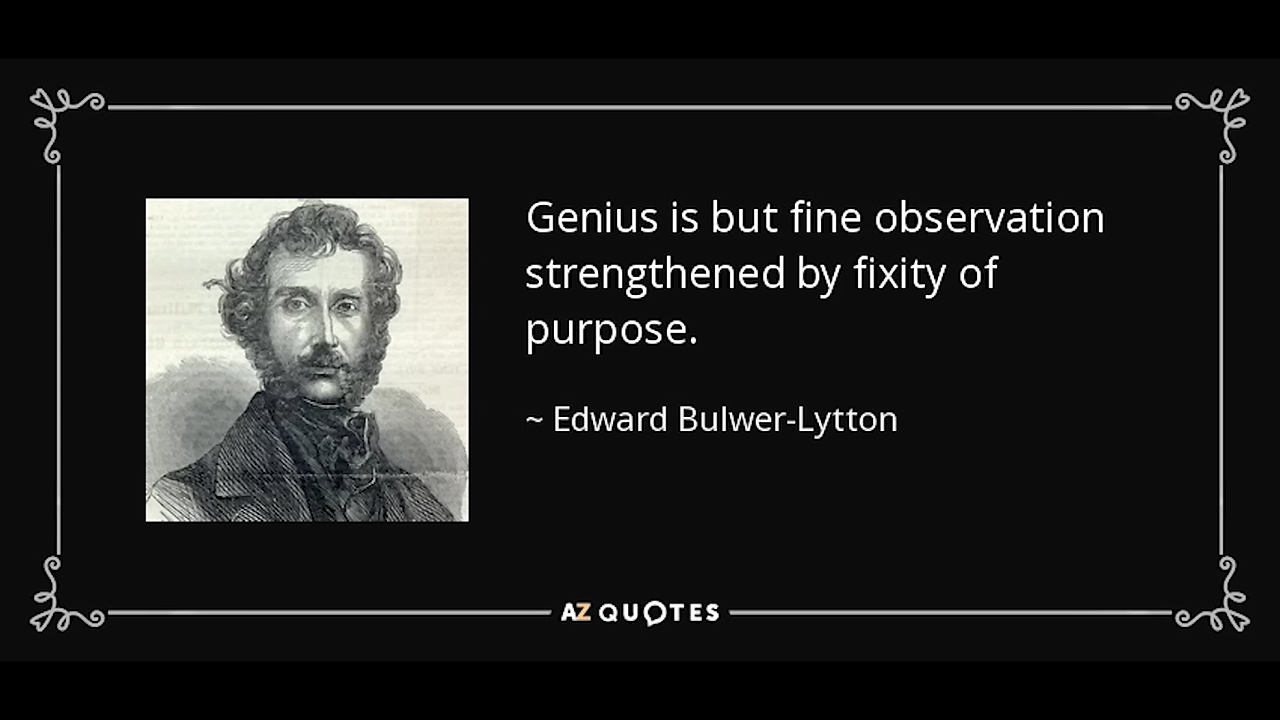 Genius is but fine observation
strengthened by fixity of
purpose.
~ Edward Bulwer-Lytton
AZ QUOTES